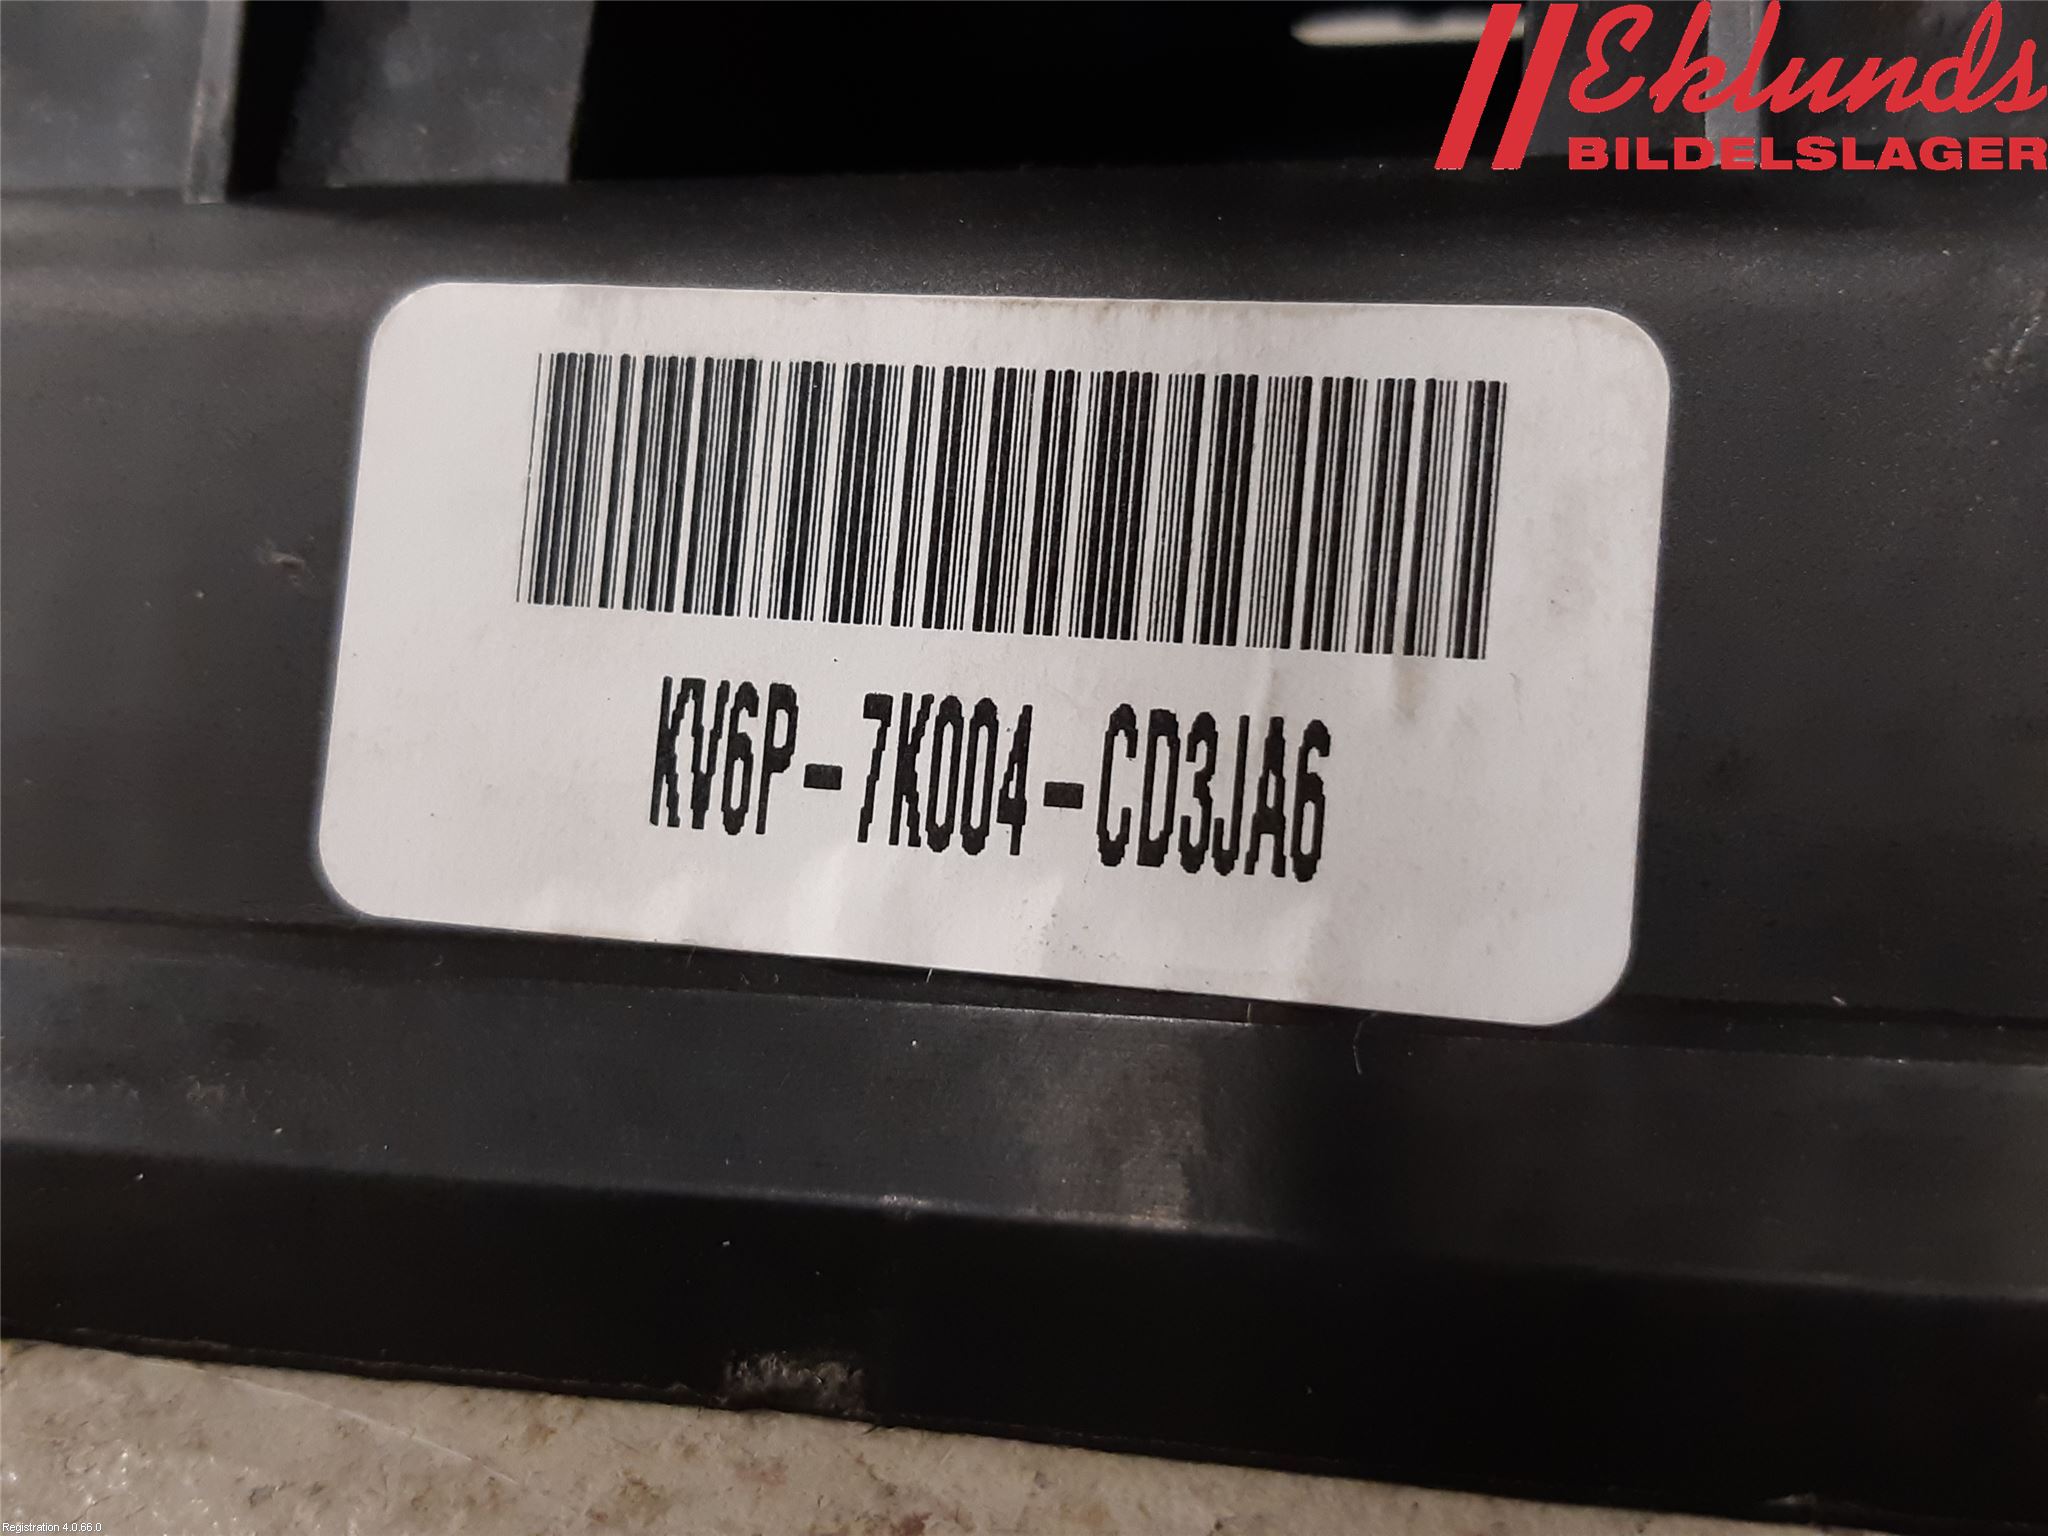 Eklunds
BILDELSLAGER
KV6P-7K004-CD3JA6
Registration 4.0.66.0